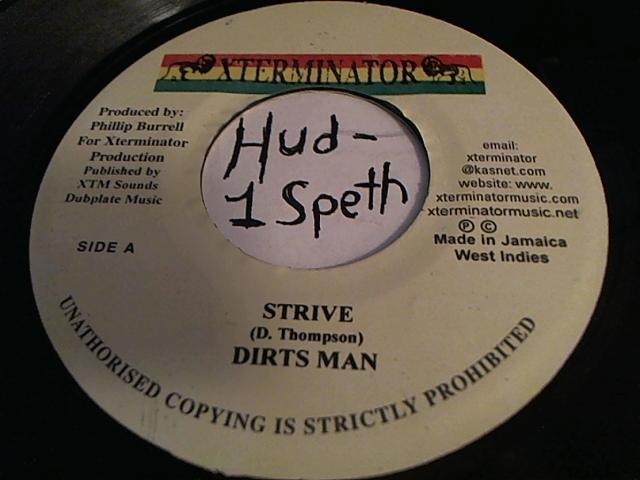 XTERMINATOR
Produced by:
Phillip Burrell
For Xterminator
Production
Published by
XTM Sounds
Dubplate Music
SIDE A
Hud-
1 Speth
email:
xterminator
@kasnet.com
website: www.
xterminatormusic.com
xterminatormusic.net
Ⓟ ©
Made in Jamaica
West Indies
STRIVE
(D. Thompson)
DIRTS MAN
UNATHORISED COPYING IS STRICTLY PROHIBITED